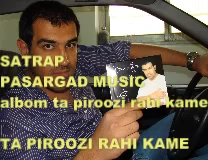 SATRAP
PASARGAD MUSIC
albom ta piroozi rahi kame
TA PIROOZI RAHI KAME